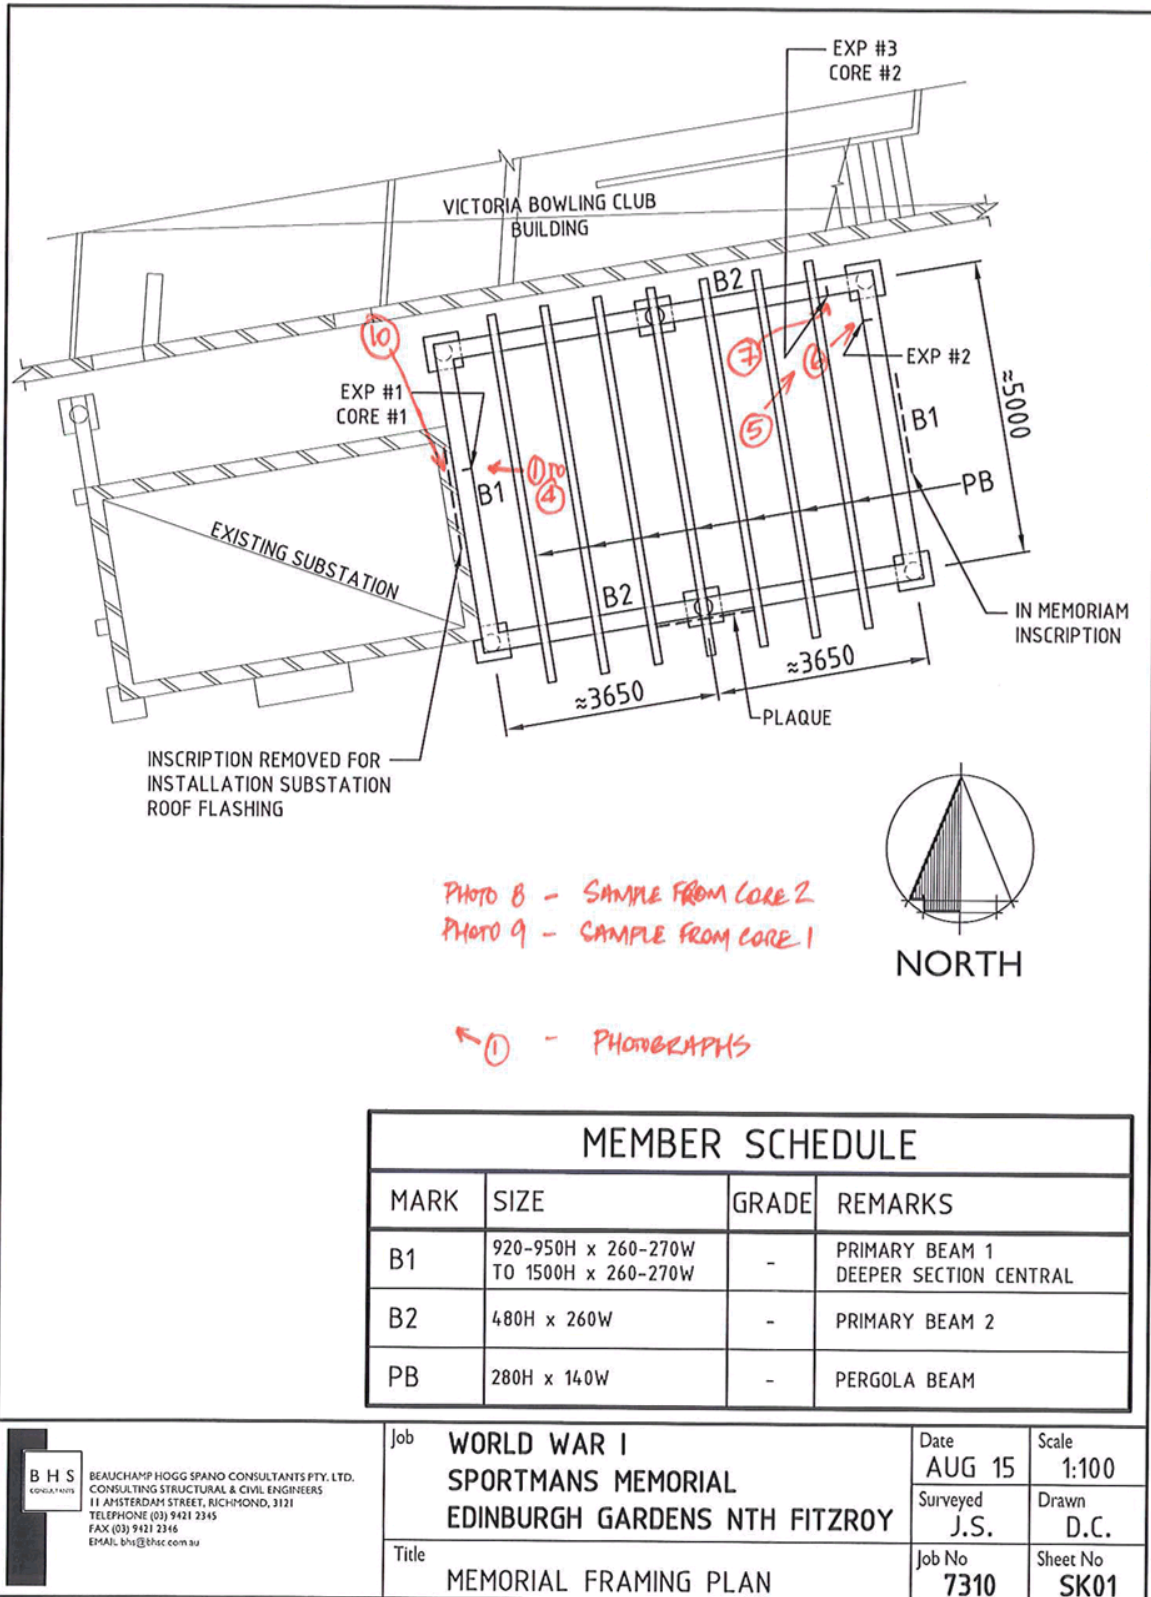 EXP #3
CORE #2
VICTORIA BOWLING CLUB
BUILDING
B2
10
7
6
EXP #2
EXP #1
CORE #1
5
≈5000
B1
1 TO
4
B1
PB
EXISTING SUBSTATION
B2
IN MEMORIAM
INSCRIPTION
≈3650
≈3650
PLAQUE
INSCRIPTION REMOVED FOR
INSTALLATION SUBSTATION
ROOF FLASHING
PHOTO 8 - SAMPLE FROM CORE 2
PHOTO 9 - SAMPLE FROM CORE 1
NORTH
1 - PHOTOGRAPHS
MEMBER SCHEDULE
MARK SIZE GRADE REMARKS
B1 920-950H x 260-270W - PRIMARY BEAM 1
TO 1500H x 260-270W DEEPER SECTION CENTRAL
B2 480H x 260W - PRIMARY BEAM 2
PB 280H x 140W - PERGOLA BEAM
BHS
CONSULTANTS
BEAUCHAMP HOGG SPANO CONSULTANTS PTY. LTD.
CONSULTING STRUCTURAL & CIVIL ENGINEERS
11 AMSTERDAM STREET, RICHMOND, 3121
TELEPHONE (03) 9421 2345
FAX (03) 9421 2346
EMAIL bhs@bhsc.com.au
Job WORLD WAR I
SPORTMANS MEMORIAL
EDINBURGH GARDENS NTH FITZROY
Title
MEMORIAL FRAMING PLAN
Date Scale
AUG 15 1:100
Surveyed Drawn
J.S. D.C.
Job No Sheet No
7310 SK01